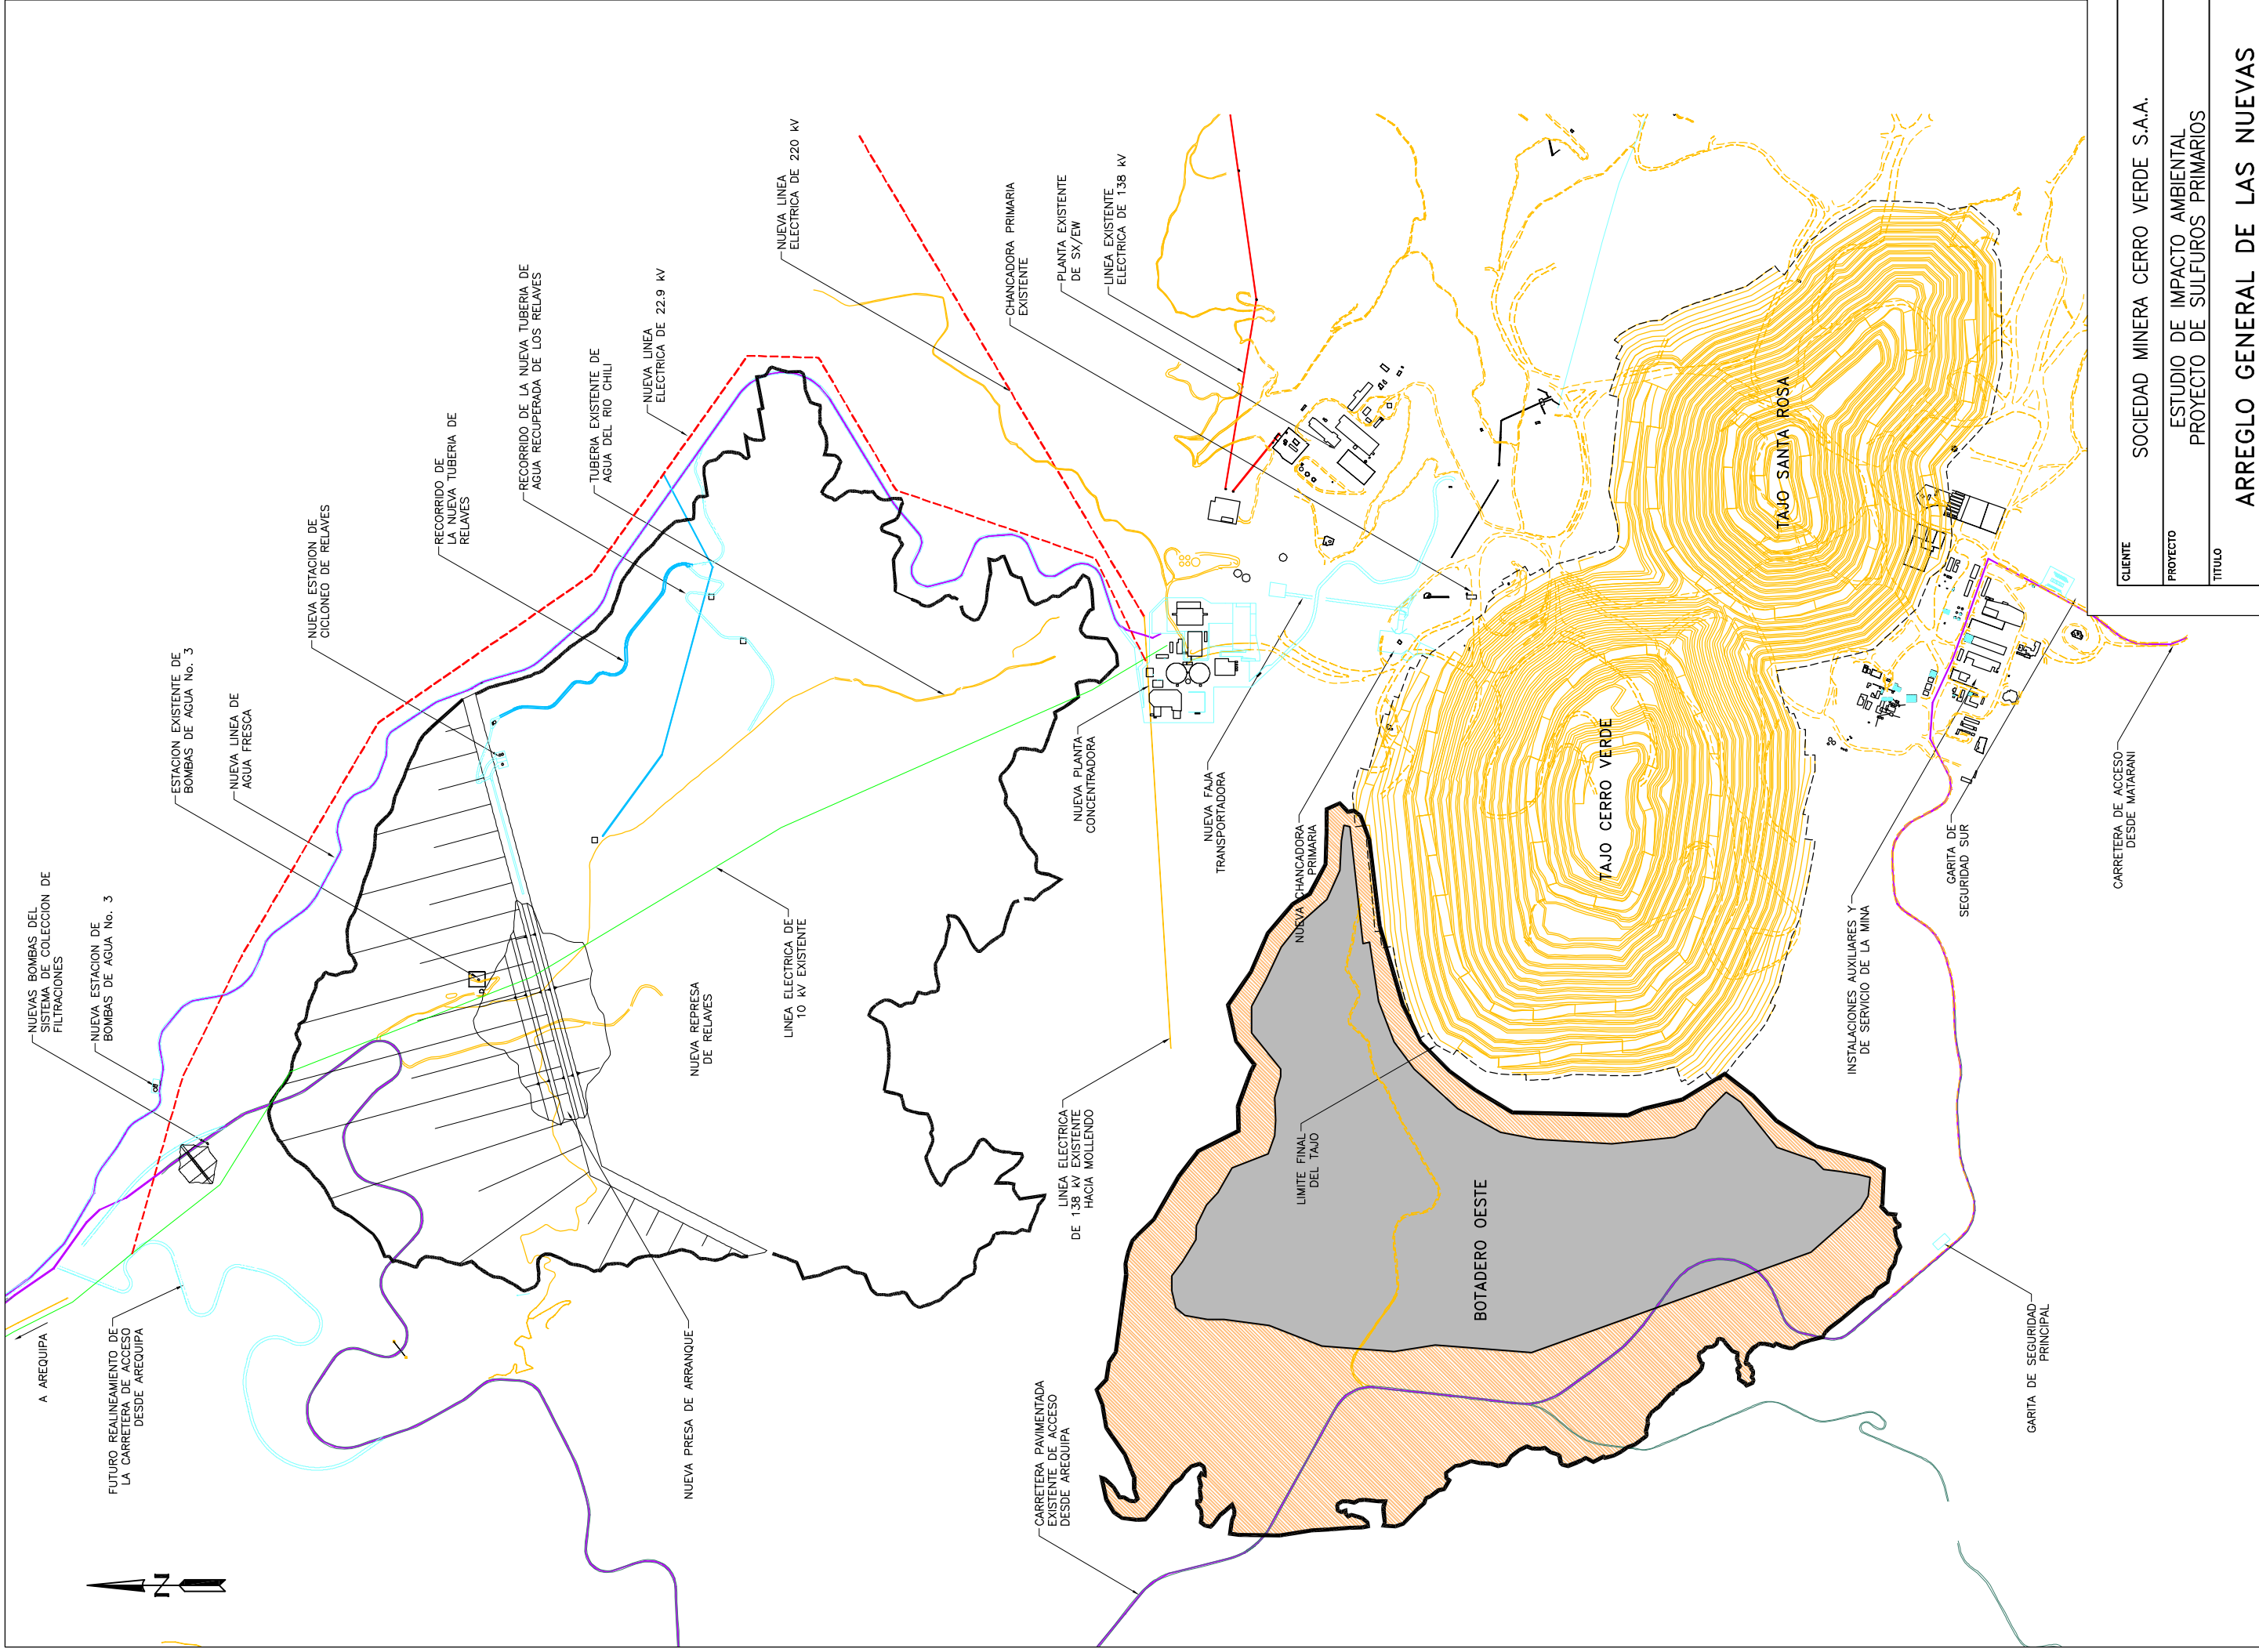 A AREQUIPA
FUTURO REALINEAMIENTO DE
LA CARRETERA DE ACCESO
DESDE AREQUIPA
NUEVAS BOMBAS DEL
SISTEMA DE COLECCION DE
FILTRACIONES
NUEVA ESTACION DE
BOMBAS DE AGUA No. 3
ESTACION EXISTENTE DE
BOMBAS DE AGUA No. 3
NUEVA LINEA DE
AGUA FRESCA
NUEVA ESTACION DE
CICLONEO DE RELAVES
RECORRIDO DE
LA NUEVA TUBERIA DE
RELAVES
RECORRIDO DE LA NUEVA TUBERIA DE
AGUA RECUPERADA DE LOS RELAVES
TUBERIA EXISTENTE DE
AGUA DEL RIO CHILI
NUEVA LINEA
ELECTRICA DE 22.9 kV
NUEVA LINEA
ELECTRICA DE 220 kV
CHANCADORA PRIMARIA
EXISTENTE
PLANTA EXISTENTE
DE SX/EW
LINEA EXISTENTE
ELECTRICA DE 138 kV
N
NUEVA PRESA DE ARRANQUE
NUEVA REPRESA
DE RELAVES
LINEA ELECTRICA DE
10 kV EXISTENTE
NUEVA PLANTA
CONCENTRADORA
NUEVA FAJA
TRANSPORTADORA
NUEVA CHANCADORA
PRIMARIA
LINEA ELECTRICA
DE 138 kV EXISTENTE
HACIA MOLLENDO
CARRETERA PAVIMENTADA
EXISTENTE DE ACCESO
DESDE AREQUIPA
LIMITE FINAL
DEL TAJO
BOTADERO OESTE
TAJO CERRO VERDE
TAJO SANTA ROSA
INSTALACIONES AUXILIARES Y
DE SERVICIO DE LA MINA
GARITA DE
SEGURIDAD SUR
GARITA DE SEGURIDAD
PRINCIPAL
CARRETERA DE ACCESO
DESDE MATARANI
CLIENTE
SOCIEDAD MINERA CERRO VERDE S.A.A.
PROYECTO
ESTUDIO DE IMPACTO AMBIENTAL
PROYECTO DE SULFUROS PRIMARIOS
TITULO
ARREGLO GENERAL DE LAS NUEVAS